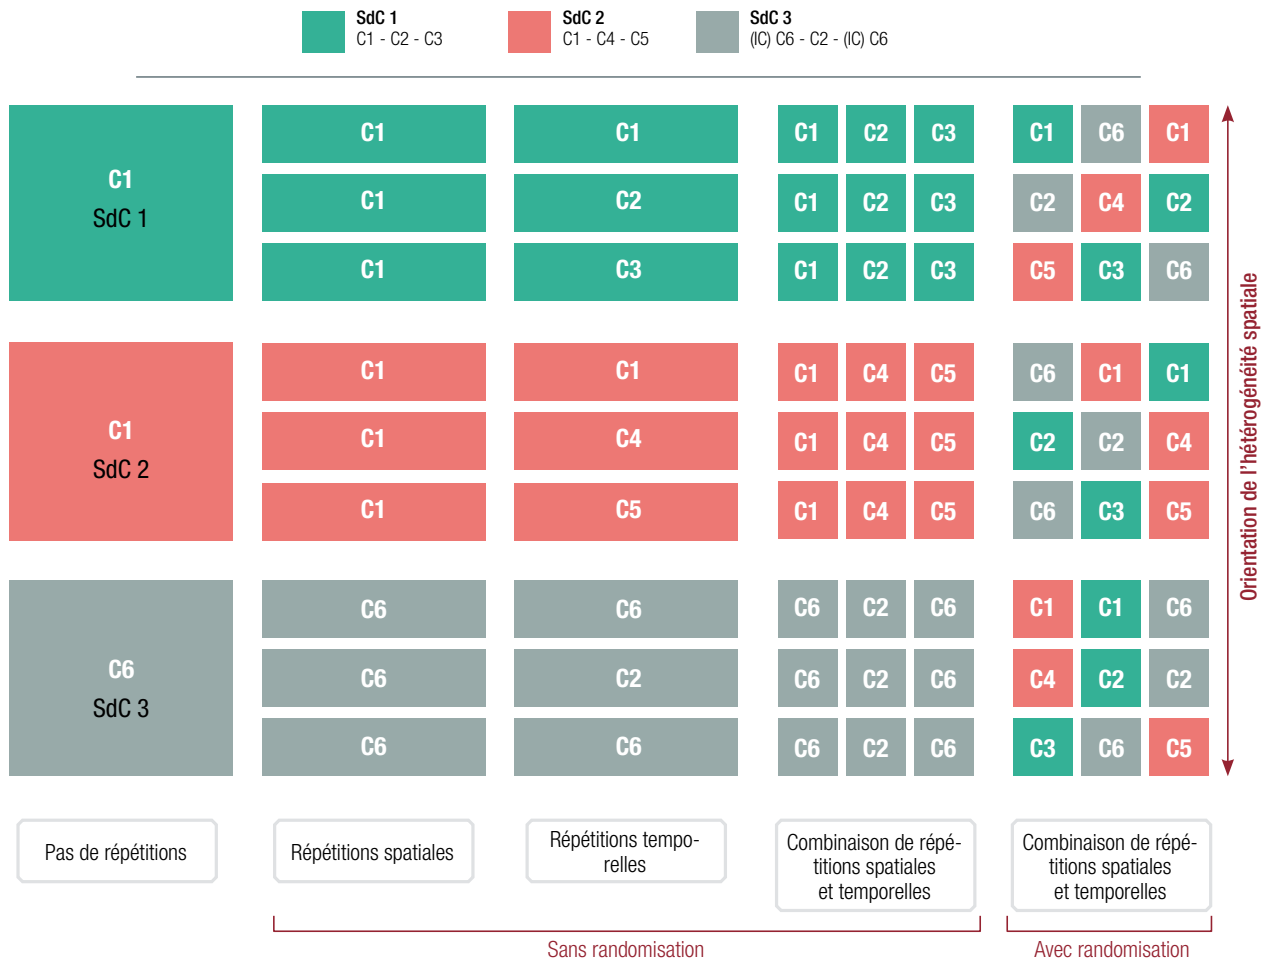 SdC 1
C1 - C2 - C3
SdC 2
C1 - C4 - C5
SdC 3
(IC) C6 - C2 - (IC) C6
C1
SdC 1
C1
C1
C1
C1
C2
C3
C1 C2 C3
C1 C2 C3
C1 C2 C3
C1 C6 C1
C2 C4 C2
C5 C3 C6
C1
SdC 2
C1
C1
C1
C1
C4
C5
C1 C4 C5
C1 C4 C5
C1 C4 C5
C6 C1 C1
C2 C2 C4
C6 C3 C5
C6
SdC 3
C6
C6
C6
C6
C2
C6
C6 C2 C6
C6 C2 C6
C6 C2 C6
C1 C1 C6
C4 C2 C2
C3 C6 C5
Orientation de l'hétérogénéité spatiale
Pas de répétitions
Répétitions spatiales
Répétitions tempo-
relles
Combinaison de répé-
titions spatiales
et temporelles
Combinaison de répé-
titions spatiales
et temporelles
Sans randomisation
Avec randomisation